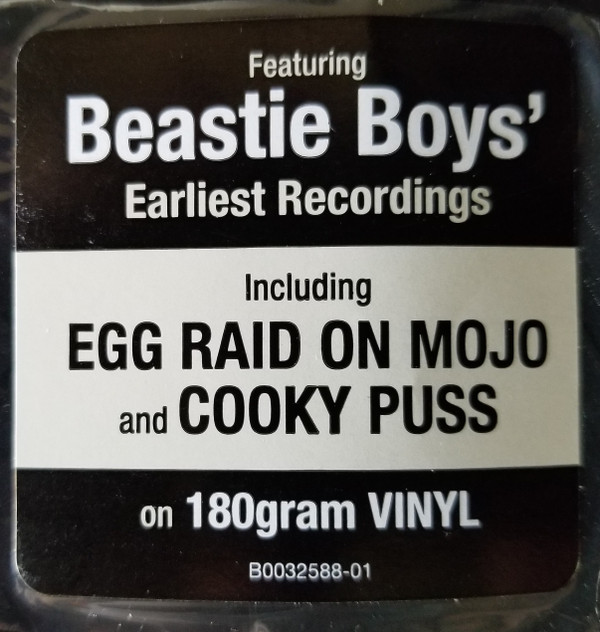 Featuring
Beastie Boys’
Earliest Recordings
Including
EGG RAID ON MOJO
and COOKY PUSS
on 180gram VINYL
B0032588-01